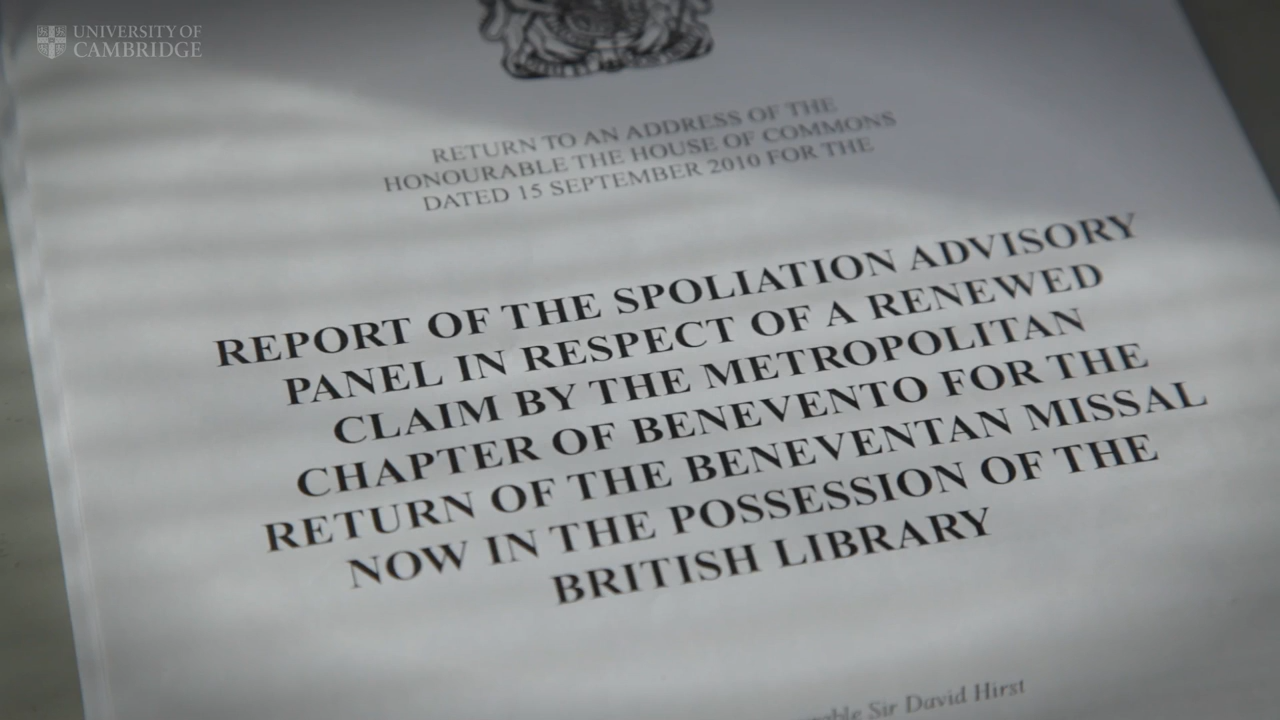 UNIVERSITY OF
CAMBRIDGE
RETURN TO AN ADDRESS OF THE
HONOURABLE THE HOUSE OF COMMONS
DATED 15 SEPTEMBER 2010 FOR THE
REPORT OF THE SPOLIATION ADVISORY
PANEL IN RESPECT OF A RENEWED
CLAIM BY THE METROPOLITAN
CHAPTER OF BENEVENTO FOR THE
RETURN OF THE BENEVENTAN MISSAL
NOW IN THE POSSESSION OF THE
BRITISH LIBRARY
Sir David Hirst